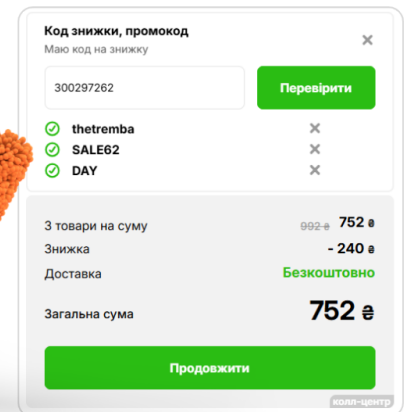 Код знижки, промокод
Маю код на знижку
300297262 Перевірити
thetremba
SALE62
DAY
3 товари на суму 992 ₴ 752 ₴
Знижка - 240 ₴
Доставка Безкоштовно
Загальна сума 752 ₴
Продовжити
колл-центр